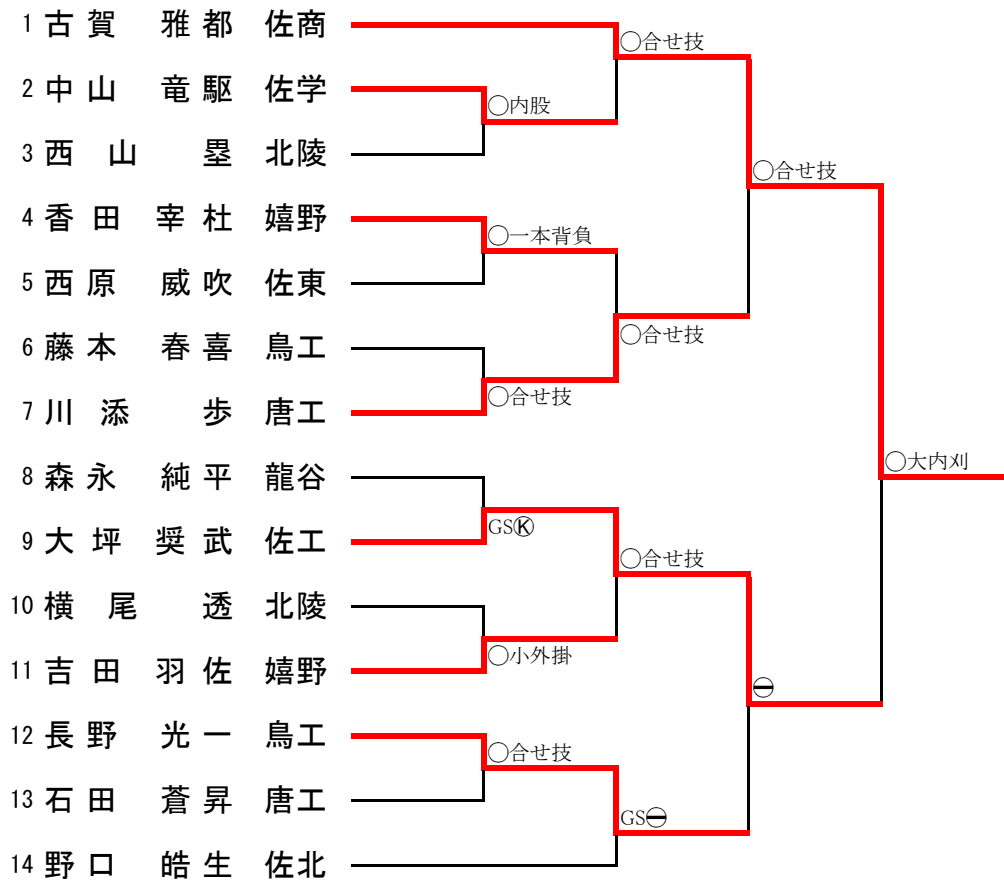 1 古賀 雅都 佐商
○合せ技
2 中山 竜駆 佐学
○内股
3 西山 塁 北陵
○合せ技
4 香田 宰杜 嬉野
○一本背負
5 西原 威吹 佐東
○合せ技
6 藤本 春喜 鳥工
○合せ技
7 川添 歩 唐工
○大内刈
8 森永 純平 龍谷
GSⓀ
9 大坪 奨武 佐工
○合せ技
10 横尾 透 北陵
○小外掛
11 吉田 羽佐 嬉野
⊖
12 長野 光一 鳥工
○合せ技
13 石田 蒼昇 唐工
GS⊖
14 野口 皓生 佐北